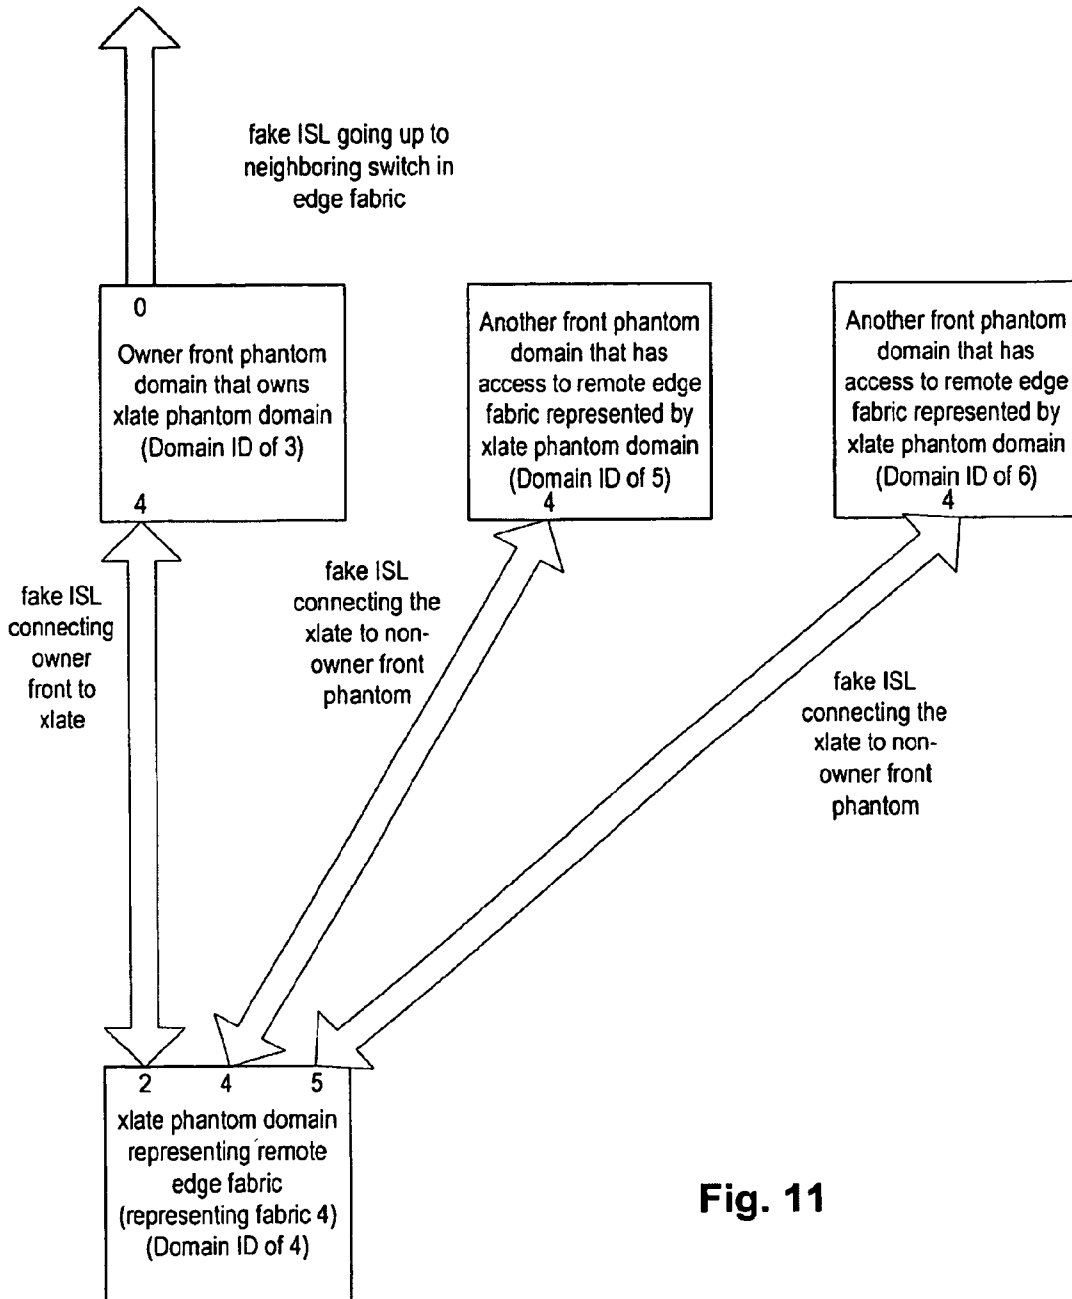 fake ISL going up to
neighboring switch in
edge fabric
0
Owner front phantom
domain that owns
xlate phantom domain
(Domain ID of 3)
4
Another front phantom
domain that has
access to remote edge
fabric represented by
xlate phantom domain
(Domain ID of 5)
4
Another front phantom
domain that has
access to remote edge
fabric represented by
xlate phantom domain
(Domain ID of 6)
4
fake ISL
connecting
owner
front to
xlate
fake ISL
connecting the
xlate to non-
owner front
phantom
fake ISL
connecting the
xlate to non-
owner front
phantom
2 4 5
xlate phantom domain
representing remote
edge fabric
(representing fabric 4)
(Domain ID of 4)
Fig. 11